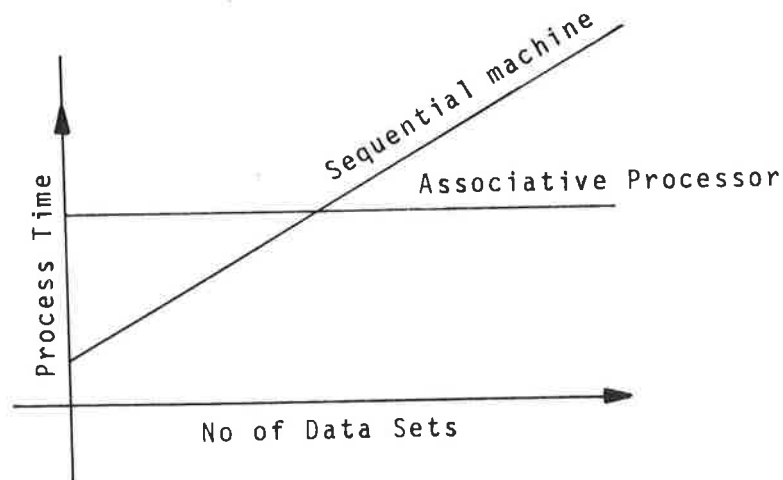 Sequential machine
Associative Processor
Process Time
No of Data Sets